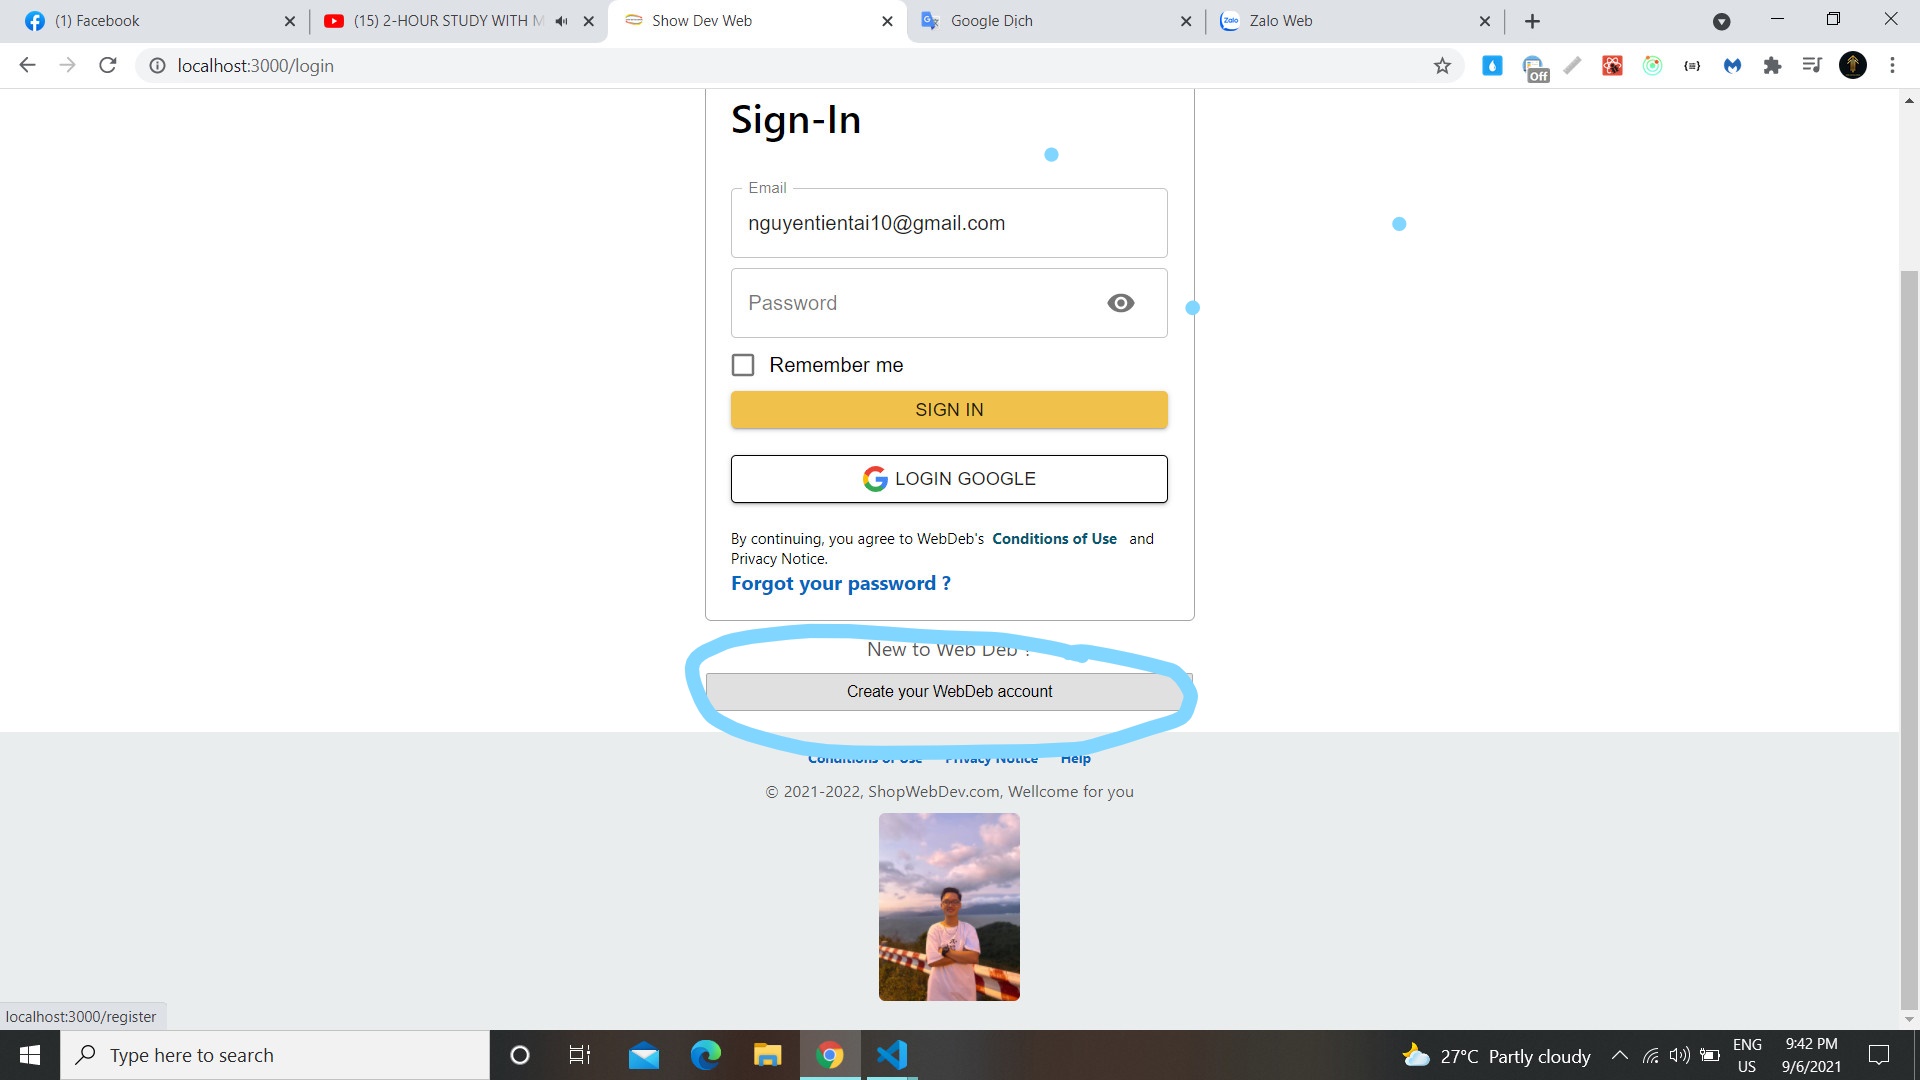 (1) Facebook
(15) 2-HOUR STUDY WITH M
Show Dev Web
Google Dịch
Zalo Web
localhost:3000/login
Off
Sign-In
Email
nguyentientai10@gmail.com
Password
Remember me
SIGN IN
LOGIN GOOGLE
By continuing, you agree to WebDeb's Conditions of Use and
Privacy Notice.
Forgot your password ?
New to Web Deb ?
Create your WebDeb account
Conditions of Use Privacy Notice Help
© 2021-2022, ShopWebDev.com, Wellcome for you
localhost:3000/register
Type here to search
27°C Partly cloudy
ENG
US
9:42 PM
9/6/2021